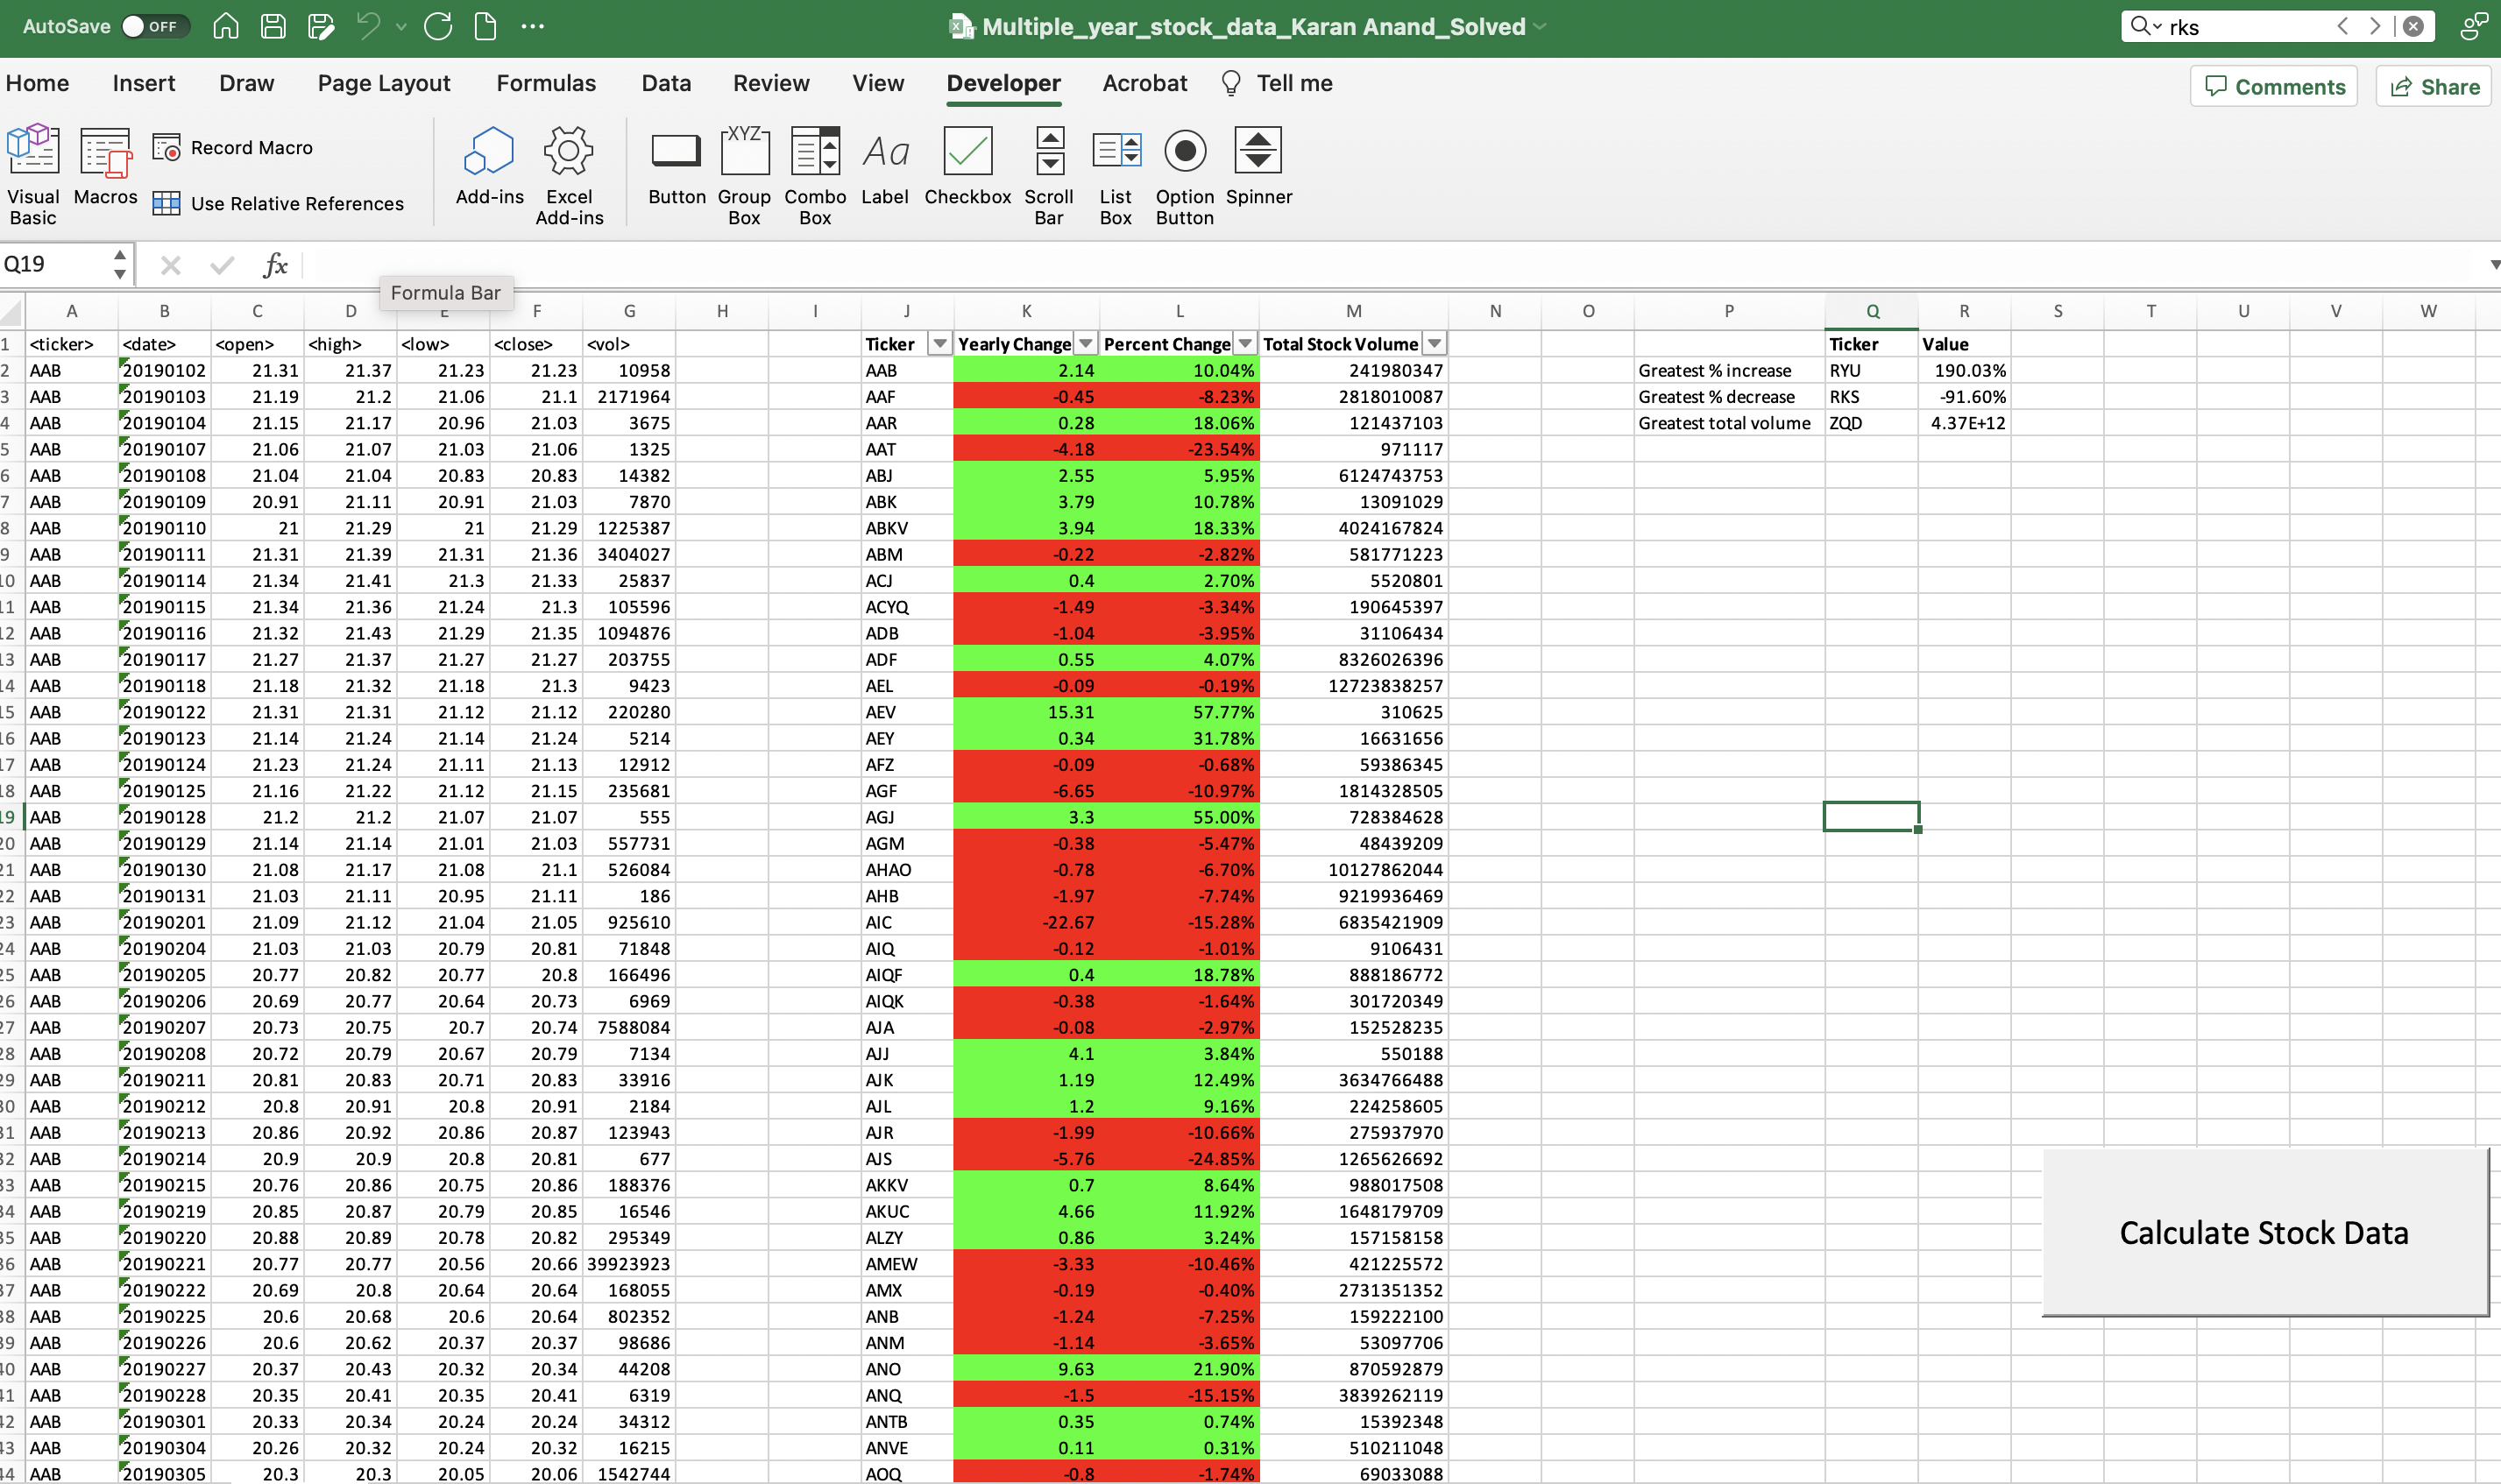 AutoSave OFF Multiple_year_stock_data_Karan Anand_Solved rks
Home Insert Draw Page Layout Formulas Data Review View Developer Acrobat Tell me Comments Share
Visual Basic Macros Record Macro Use Relative References Add-ins Excel Add-ins Button XYZ Group Box Combo Box Aa Label Checkbox Scroll Bar List Box Option Button Spinner
Q19 fx
Formula Bar
A B C D E F G H I J K L M N O P Q R S T U V W
1 <ticker> <date> <open> <high> <low> <close> <vol> Ticker Yearly Change Percent Change Total Stock Volume Ticker Value
2 AAB 20190102 21.31 21.37 21.23 21.23 10958 AAB 2.14 10.04% 241980347 Greatest % increase RYU 190.03%
3 AAB 20190103 21.19 21.2 21.06 21.1 2171964 AAF -0.45 -8.23% 2818010087 Greatest % decrease RKS -91.60%
4 AAB 20190104 21.15 21.17 20.96 21.03 3675 AAR 0.28 18.06% 121437103 Greatest total volume ZQD 4.37E+12
5 AAB 20190107 21.06 21.07 21.03 21.06 1325 AAT -4.18 -23.54% 971117
6 AAB 20190108 21.04 21.04 20.83 20.83 14382 ABJ 2.55 5.95% 6124743753
7 AAB 20190109 20.91 21.11 20.91 21.03 7870 ABK 3.79 10.78% 13091029
8 AAB 20190110 21 21.29 21 21.29 1225387 ABKV 3.94 18.33% 4024167824
9 AAB 20190111 21.31 21.39 21.31 21.36 3404027 ABM -0.22 -2.82% 581771223
10 AAB 20190114 21.34 21.41 21.3 21.33 25837 ACJ 0.4 2.70% 5520801
11 AAB 20190115 21.34 21.36 21.24 21.3 105596 ACYQ -1.49 -3.34% 190645397
12 AAB 20190116 21.32 21.43 21.29 21.35 1094876 ADB -1.04 -3.95% 31106434
13 AAB 20190117 21.27 21.37 21.27 21.27 203755 ADF 0.55 4.07% 8326026396
14 AAB 20190118 21.18 21.32 21.18 21.3 9423 AEL -0.09 -0.19% 12723838257
15 AAB 20190122 21.31 21.31 21.12 21.12 220280 AEV 15.31 57.77% 310625
16 AAB 20190123 21.14 21.24 21.14 21.24 5214 AEY 0.34 31.78% 16631656
17 AAB 20190124 21.23 21.24 21.11 21.13 12912 AFZ -0.09 -0.68% 59386345
18 AAB 20190125 21.16 21.22 21.12 21.15 235681 AGF -6.65 -10.97% 1814328505
19 AAB 20190128 21.2 21.2 21.07 21.07 555 AGJ 3.3 55.00% 728384628
20 AAB 20190129 21.14 21.14 21.01 21.03 557731 AGM -0.38 -5.47% 48439209
21 AAB 20190130 21.08 21.17 21.08 21.1 526084 AHAO -0.78 -6.70% 10127862044
22 AAB 20190131 21.03 21.11 20.95 21.11 186 AHB -1.97 -7.74% 9219936469
23 AAB 20190201 21.09 21.12 21.04 21.05 925610 AIC -22.67 -15.28% 6835421909
24 AAB 20190204 21.03 21.03 20.79 20.81 71848 AIQ -0.12 -1.01% 9106431
25 AAB 20190205 20.77 20.82 20.77 20.8 166496 AIQF 0.4 18.78% 888186772
26 AAB 20190206 20.69 20.77 20.64 20.73 6969 AIQK -0.38 -1.64% 301720349
27 AAB 20190207 20.73 20.75 20.7 20.74 7588084 AJA -0.08 -2.97% 152528235
28 AAB 20190208 20.72 20.79 20.67 20.79 7134 AJJ 4.1 3.84% 550188
29 AAB 20190211 20.81 20.83 20.71 20.83 33916 AJK 1.19 12.49% 3634766488
30 AAB 20190212 20.8 20.91 20.8 20.91 2184 AJL 1.2 9.16% 224258605
31 AAB 20190213 20.86 20.92 20.86 20.87 123943 AJR -1.99 -10.66% 275937970
32 AAB 20190214 20.9 20.9 20.8 20.81 677 AJS -5.76 -24.85% 1265626692
33 AAB 20190215 20.76 20.86 20.75 20.86 188376 AKKV 0.7 8.64% 988017508
34 AAB 20190219 20.85 20.87 20.79 20.85 16546 AKUC 4.66 11.92% 1648179709
35 AAB 20190220 20.88 20.89 20.78 20.82 295349 ALZY 0.86 3.24% 157158158
Calculate Stock Data
36 AAB 20190221 20.77 20.77 20.56 20.66 39923923 AMEW -3.33 -10.46% 421225572
37 AAB 20190222 20.69 20.8 20.64 20.64 168055 AMX -0.19 -0.40% 2731351352
38 AAB 20190225 20.6 20.68 20.6 20.64 802352 ANB -1.24 -7.25% 159222100
39 AAB 20190226 20.6 20.62 20.37 20.37 98686 ANM -1.14 -3.65% 53097706
40 AAB 20190227 20.37 20.43 20.32 20.34 44208 ANO 9.63 21.90% 870592879
41 AAB 20190228 20.35 20.41 20.35 20.41 6319 ANQ -1.5 -15.15% 3839262119
42 AAB 20190301 20.33 20.34 20.24 20.24 34312 ANTB 0.35 0.74% 15392348
43 AAB 20190304 20.26 20.32 20.24 20.32 16215 ANVE 0.11 0.31% 510211048
44 AAB 20190305 20.3 20.3 20.05 20.06 1542744 AOQ -0.8 -1.74% 69033088